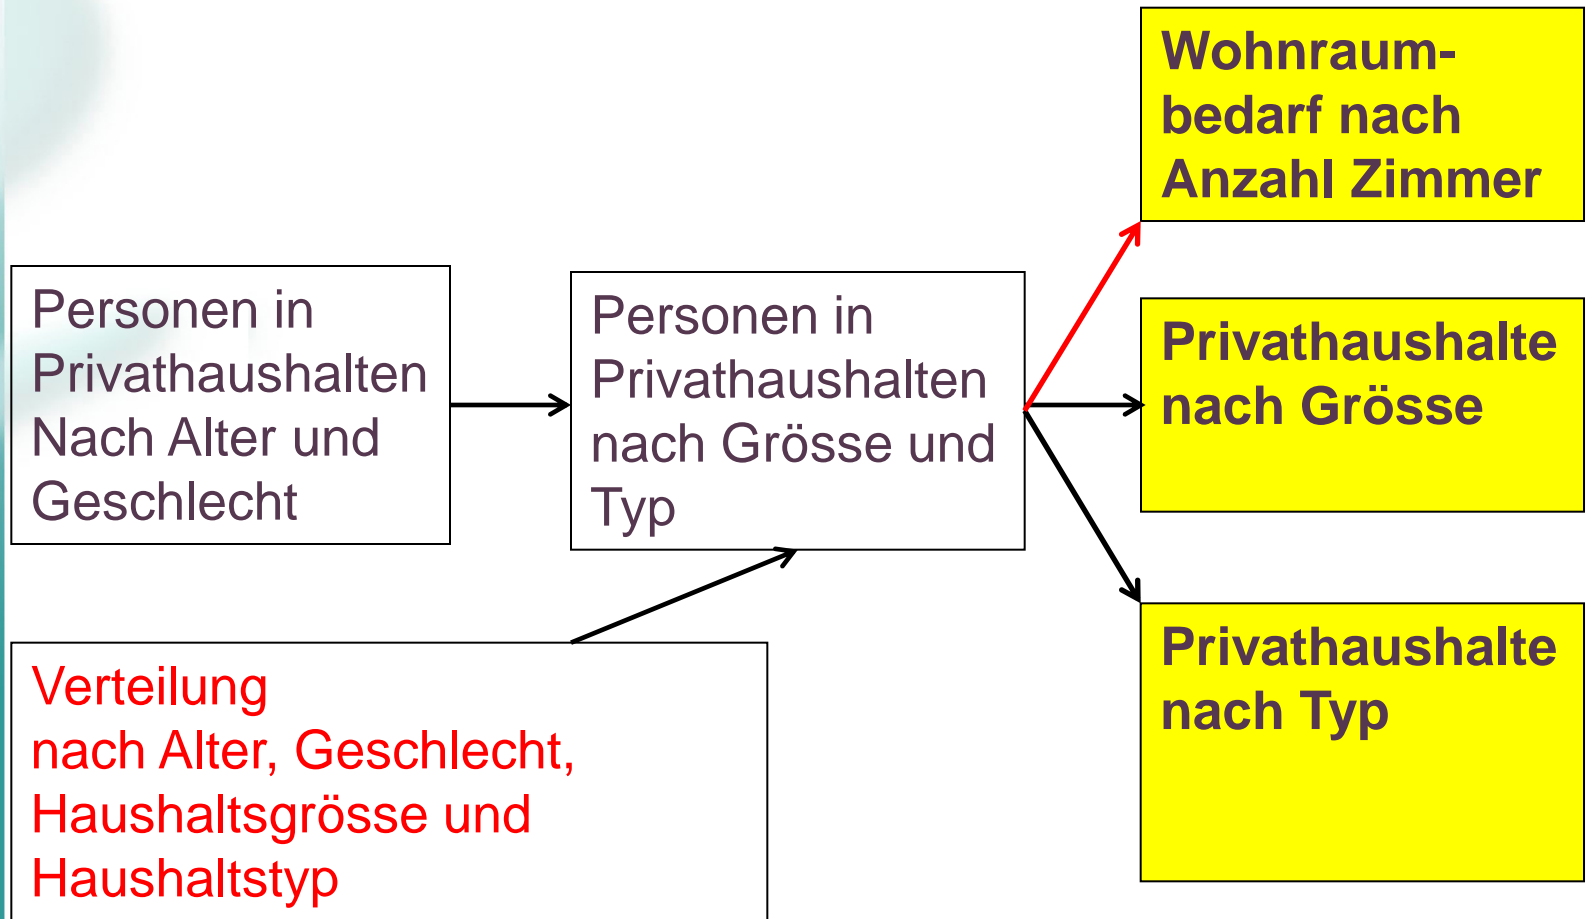 Wohnraum-
bedarf nach
Anzahl Zimmer
Personen in
Privathaushalten
Nach Alter und
Geschlecht
Personen in
Privathaushalten
nach Grösse und
Typ
Privathaushalte
nach Grösse
Privathaushalte
nach Typ
Verteilung
nach Alter, Geschlecht,
Haushaltsgrösse und
Haushaltstyp